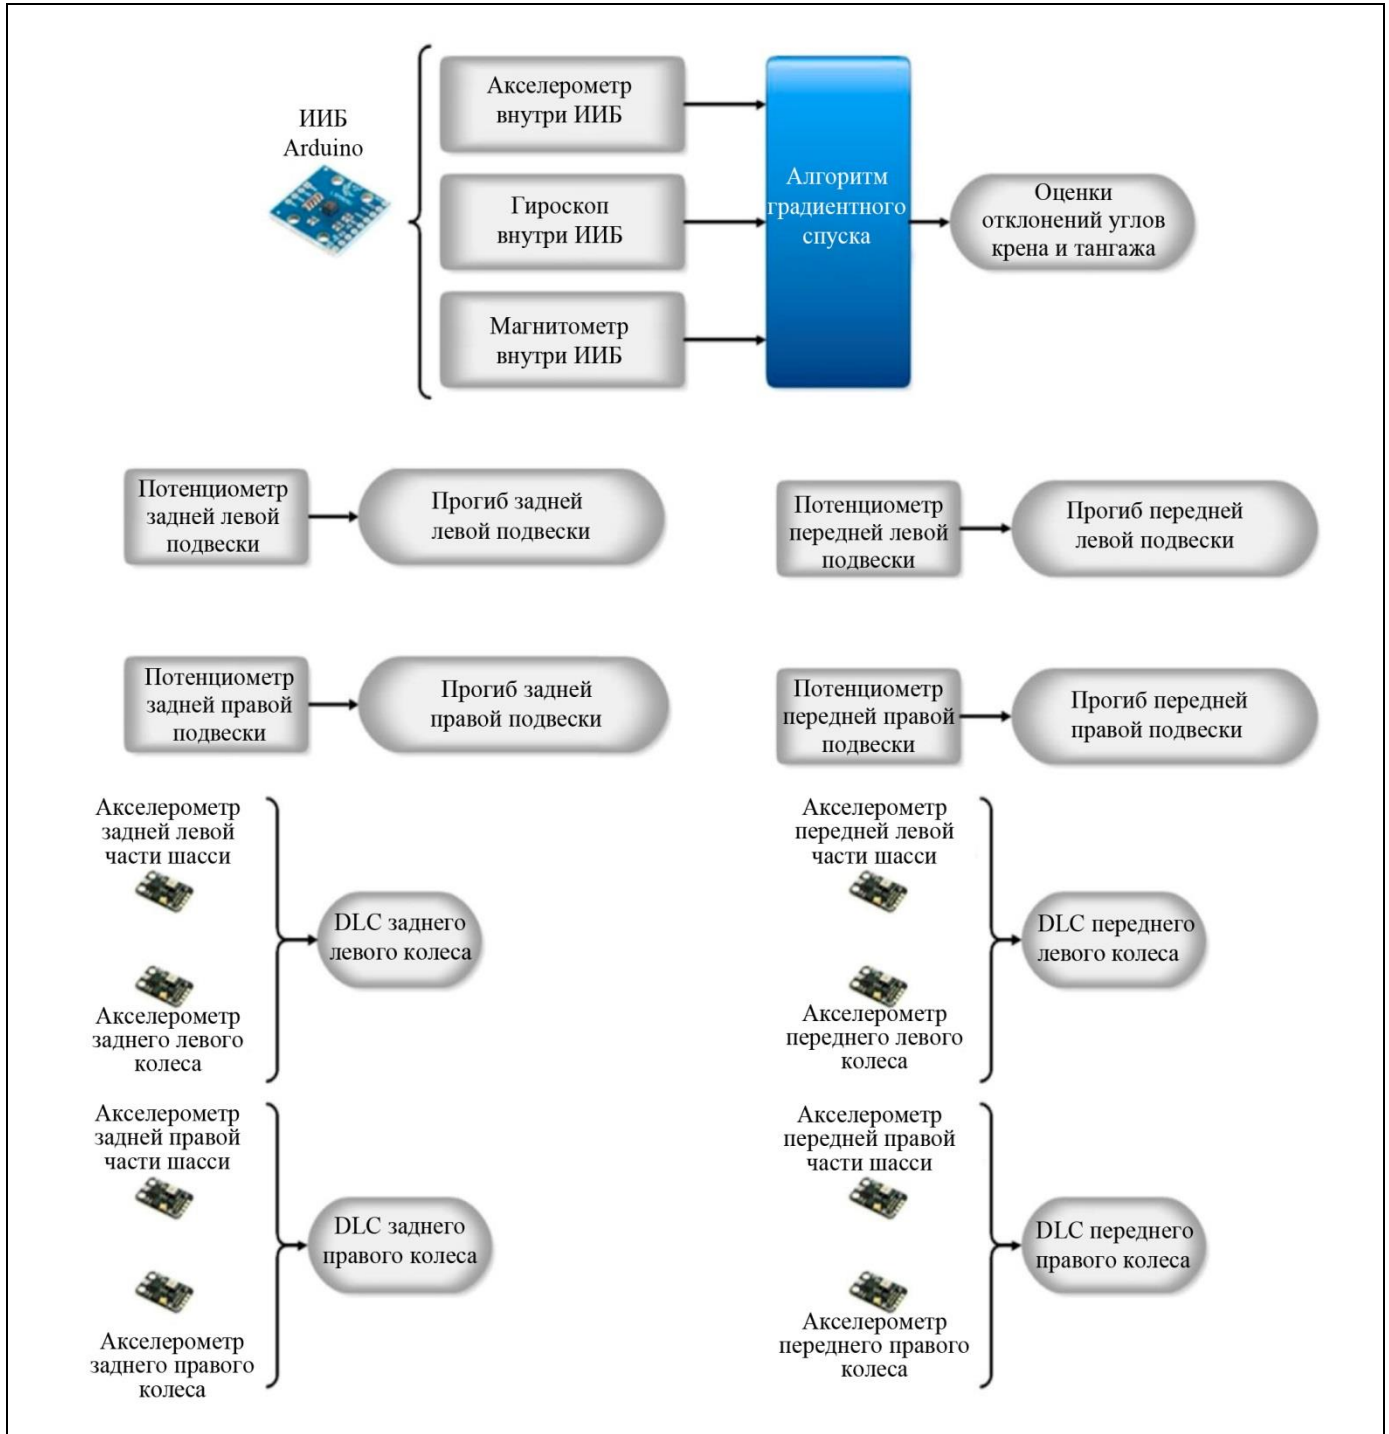 ИИБ
Arduino
Акселерометр
внутри ИИБ
Гироскоп
внутри ИИБ
Магнитометр
внутри ИИБ
Алгоритм
градиентного
спуска
Оценки
отклонений углов
крена и тангажа
Потенциометр
задней левой
подвески
Прогиб задней
левой подвески
Потенциометр
передней левой
подвески
Прогиб передней
левой подвески
Потенциометр
задней правой
подвески
Прогиб задней
правой подвески
Потенциометр
передней правой
подвески
Прогиб передней
правой подвески
Акселерометр
задней левой
части шасси
DLC заднего
левого колеса
Акселерометр
заднего левого
колеса
Акселерометр
передней левой
части шасси
DLC переднего
левого колеса
Акселерометр
переднего левого
колеса
Акселерометр
задней правой
части шасси
DLC заднего
правого колеса
Акселерометр
заднего правого
колеса
Акселерометр
передней правой
части шасси
DLC переднего
правого колеса
Акселерометр
переднего правого
колеса